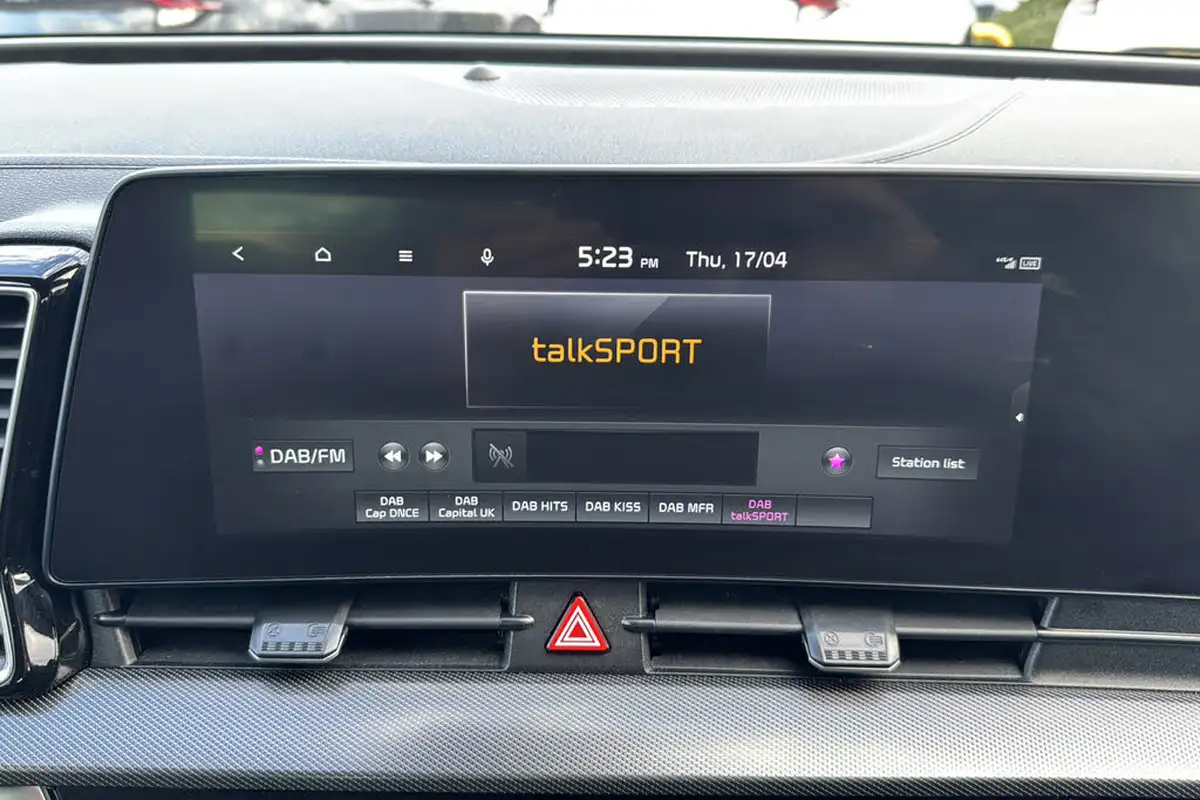 5:23 PM Thu, 17/04 LIVE
talkSPORT
DAB/FM Station list
DAB DAB DAB HITS DAB KISS DAB MFR DAB
Cap DNCE Capital UK talkSPORT